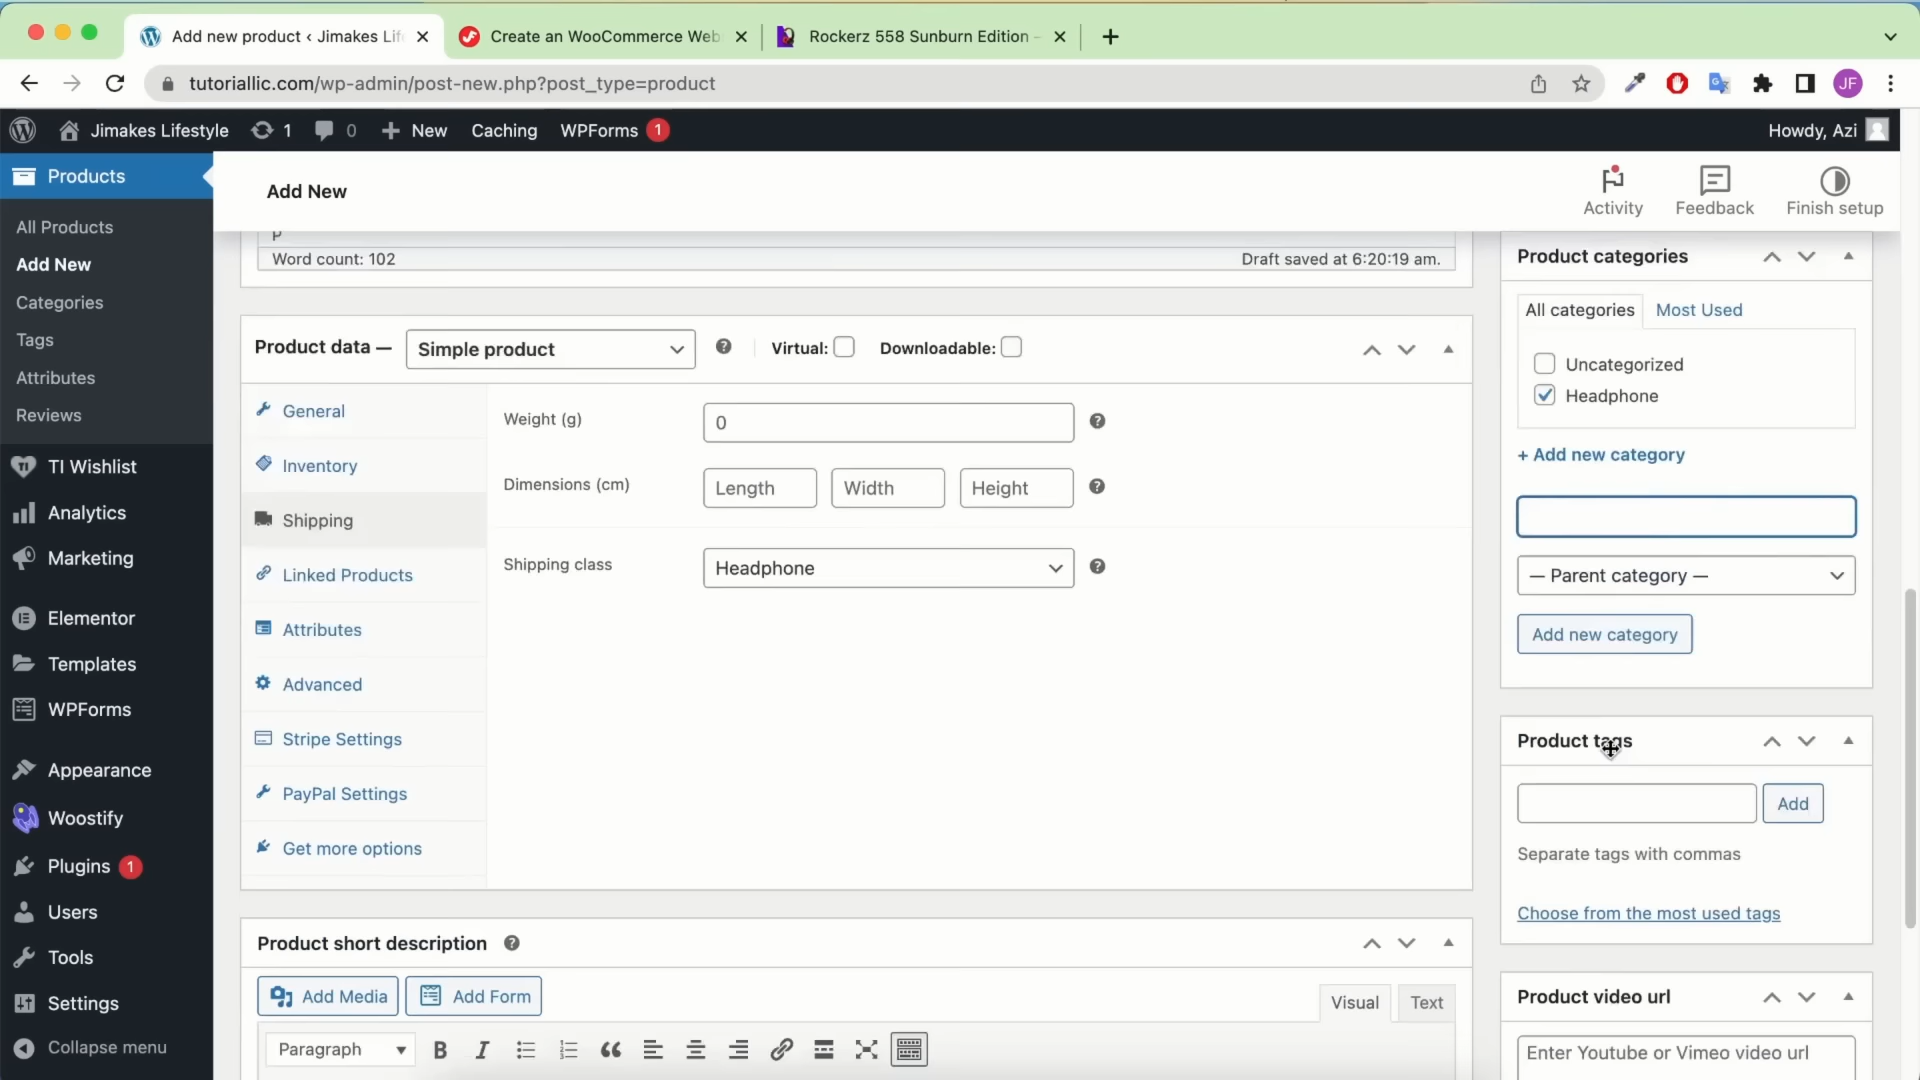 Add new product ‹ Jimakes Lif
Create an WooCommerce Web
Rockerz 558 Sunburn Edition -
tutoriallic.com/wp-admin/post-new.php?post_type=product
JF
Jimakes Lifestyle
1
0
New
Caching
WPForms
1
Howdy, Azi
Products
All Products
Add New
Categories
Tags
Attributes
Reviews
TI Wishlist
Analytics
Marketing
Elementor
Templates
WPForms
Appearance
Woostify
Plugins
1
Users
Tools
Settings
Collapse menu
Add New
Activity
Feedback
Finish setup
p
Word count: 102
Draft saved at 6:20:19 am.
Product data —
Simple product
Virtual:
Downloadable:
General
Inventory
Shipping
Linked Products
Attributes
Advanced
Stripe Settings
PayPal Settings
Get more options
Weight (g)
0
Dimensions (cm)
Length
Width
Height
Shipping class
Headphone
Product short description
Add Media
Add Form
Visual
Text
Paragraph
B
I
Product categories
All categories
Most Used
Uncategorized
Headphone
+ Add new category
— Parent category —
Add new category
Product tags
Add
Separate tags with commas
Choose from the most used tags
Product video url
Enter Youtube or Vimeo video url